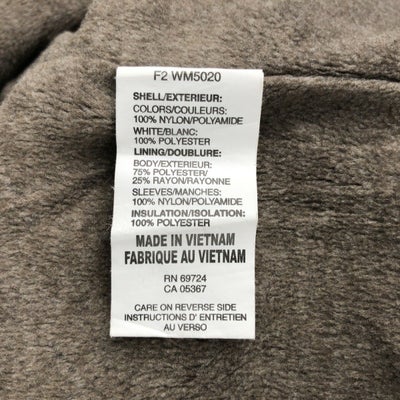 F2 WM5020
SHELL/EXTERIEUR:
COLORS/COULEURS:
100% NYLON/POLYAMIDE
WHITE/BLANC:
100% POLYESTER
LINING/DOUBLURE:
BODY/EXTERIEUR:
75% POLYESTER/
25% RAYON/RAYONNE
SLEEVES/MANCHES:
100% NYLON/POLYAMIDE
INSULATION/ISOLATION:
100% POLYESTER
MADE IN VIETNAM
FABRIQUE AU VIETNAM
RN 69724
CA 05367
CARE ON REVERSE SIDE
INSTRUCTIONS D' ENTRETIEN
AU VERSO